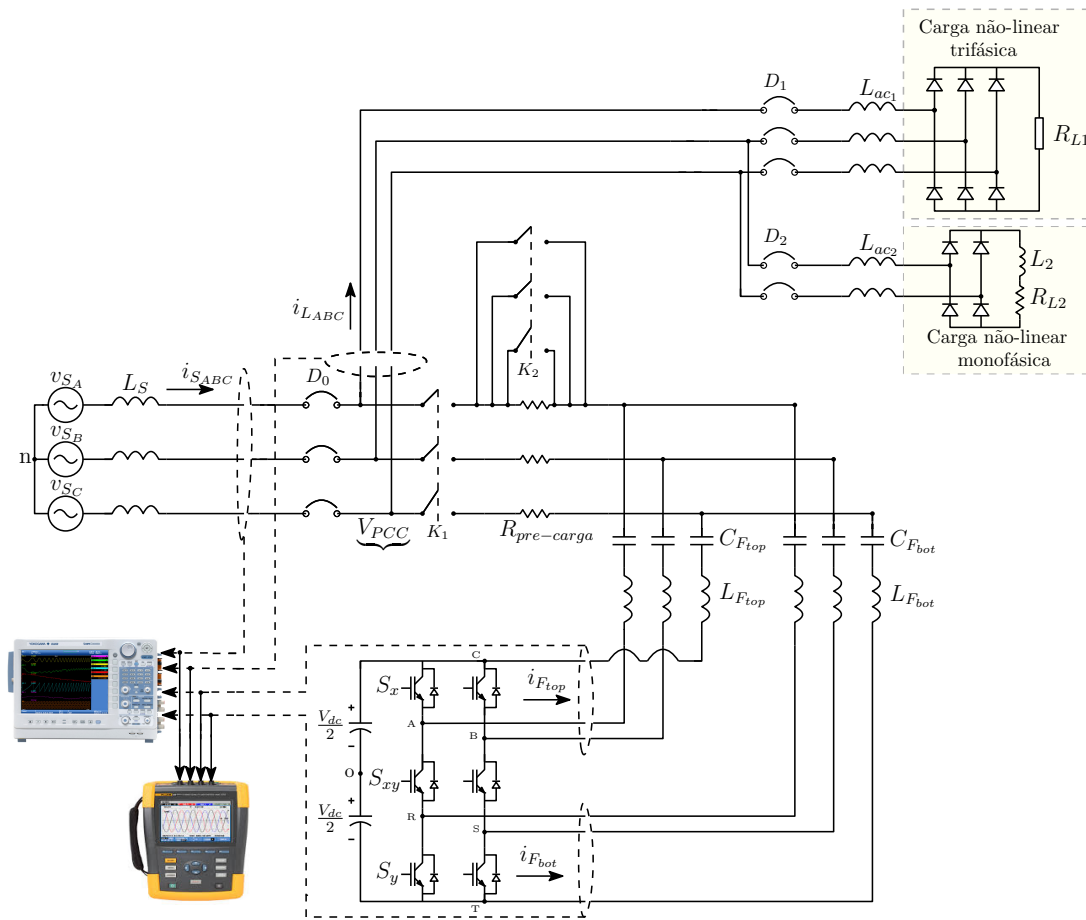 Carga não-linear
trifásica
D1
Lac1
RL1
D2
Lac2
L2
RL2
Carga não-linear
monofásica
iLABC
K2
vSA
LS
iSABC
D0
vSB
n
vSC
VPCC
K1
Rpre−carga
CFtop
CFbot
LFtop
LFbot
C
Sx
iFtop
+
Vdc/2
A
−
B
O
Sxy
+
Vdc/2
R
−
S
Sy
iFbot
T